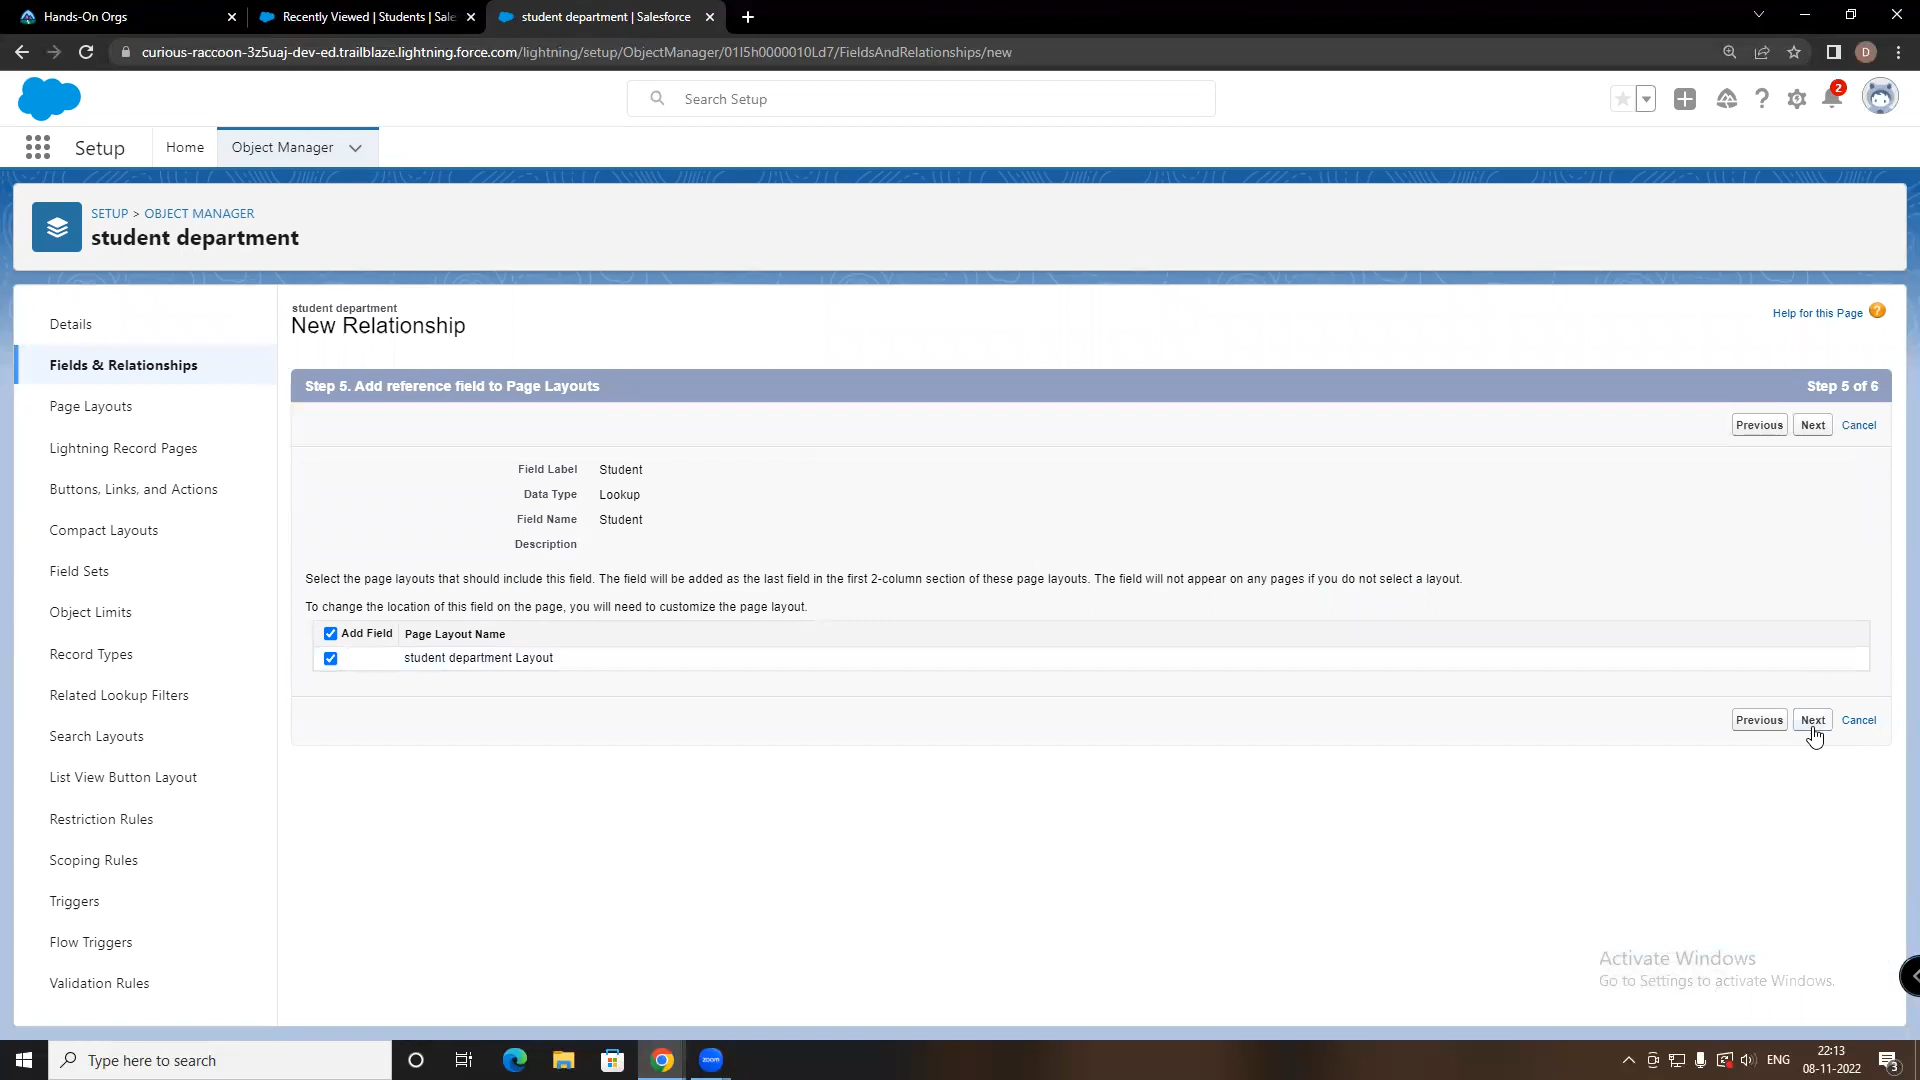 Hands-On Orgs
Recently Viewed | Students | Sale
student department | Salesforce
curious-raccoon-3z5uaj-dev-ed.trailblaze.lightning.force.com/lightning/setup/ObjectManager/01I5h0000010Ld7/FieldsAndRelationships/new
D
Search Setup
2
Setup
Home
Object Manager
SETUP > OBJECT MANAGER
student department
Details
Fields & Relationships
Page Layouts
Lightning Record Pages
Buttons, Links, and Actions
Compact Layouts
Field Sets
Object Limits
Record Types
Related Lookup Filters
Search Layouts
List View Button Layout
Restriction Rules
Scoping Rules
Triggers
Flow Triggers
Validation Rules
student department
New Relationship
Help for this Page ?
Step 5. Add reference field to Page Layouts
Step 5 of 6
Previous Next Cancel
Field Label Student
Data Type Lookup
Field Name Student
Description
Select the page layouts that should include this field. The field will be added as the last field in the first 2-column section of these page layouts. The field will not appear on any pages if you do not select a layout.
To change the location of this field on the page, you will need to customize the page layout.
Add Field Page Layout Name
student department Layout
Previous Next Cancel
Activate Windows
Go to Settings to activate Windows.
Type here to search
zoom
ENG
22:13
08-11-2022
3